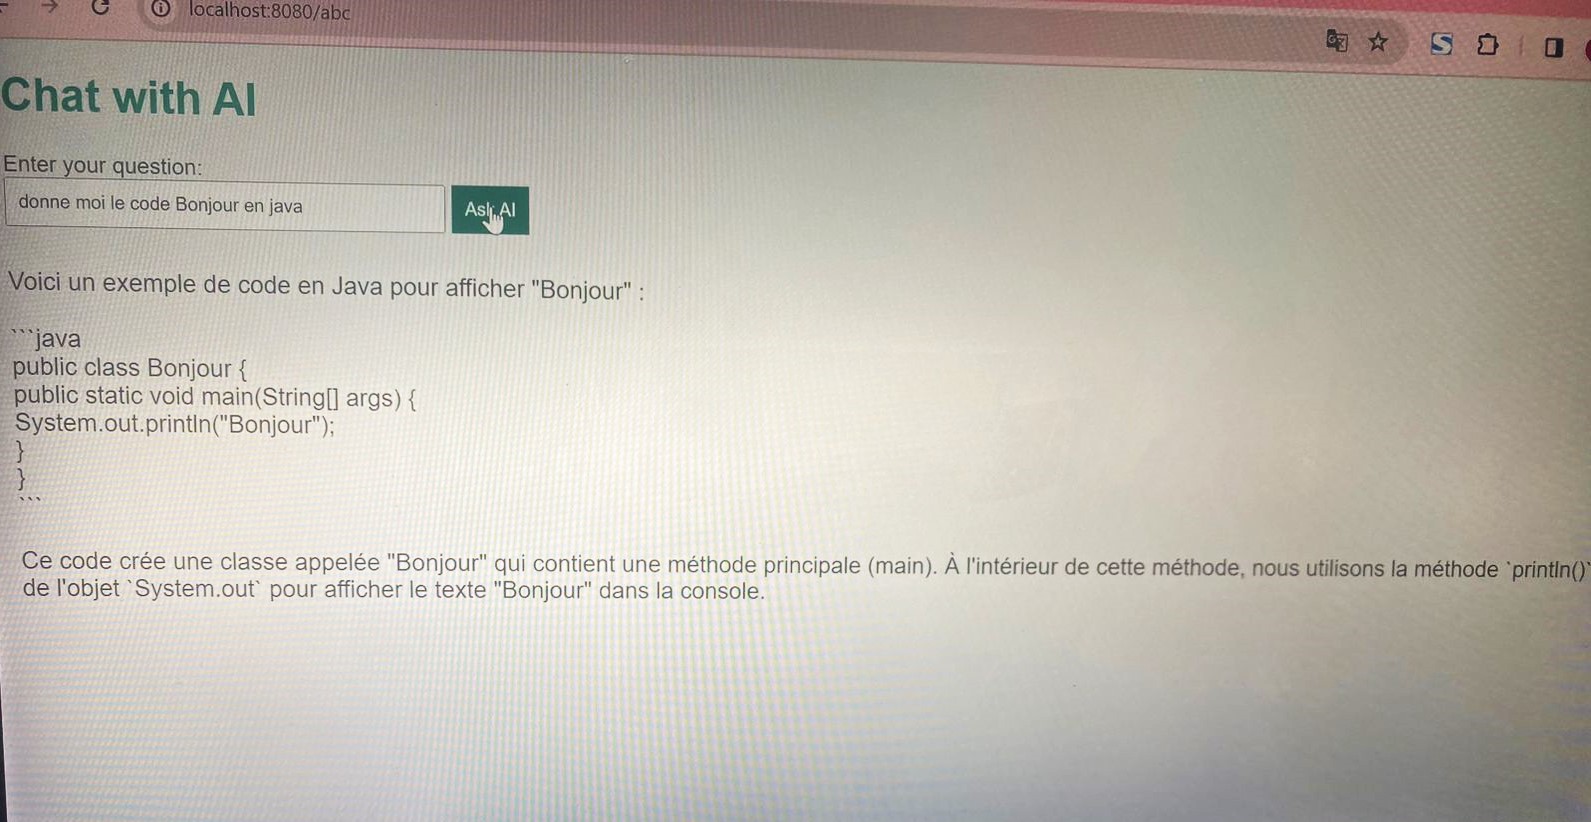 localhost:8080/abc
Chat with AI
Enter your question:
donne moi le code Bonjour en java
Ask AI
Voici un exemple de code en Java pour afficher "Bonjour" :
```java
public class Bonjour {
public static void main(String[] args) {
System.out.println("Bonjour");
}
}
```
Ce code crée une classe appelée "Bonjour" qui contient une méthode principale (main). À l'intérieur de cette méthode, nous utilisons la méthode `println()`
de l'objet `System.out` pour afficher le texte "Bonjour" dans la console.